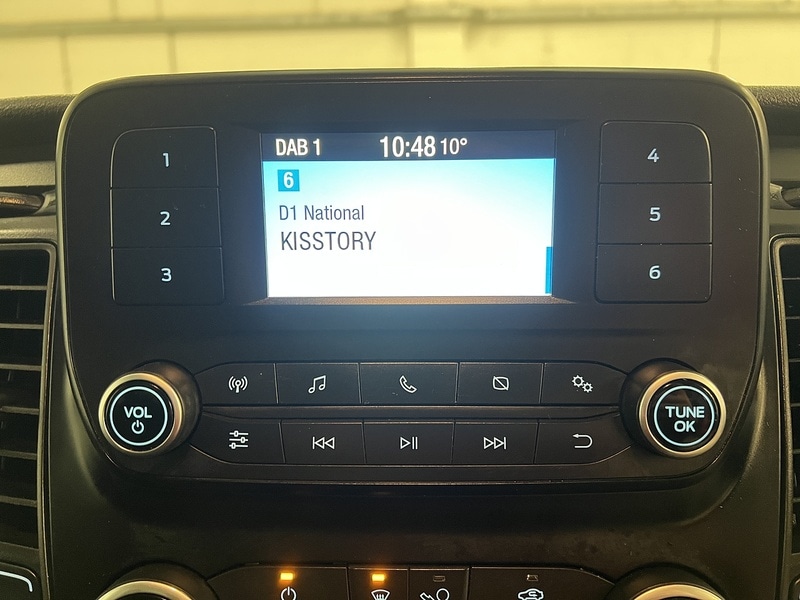 DAB 1 10:48 10°
6
D1 National
KISSTORY
1
2
3
4
5
6
VOL
TUNE
OK